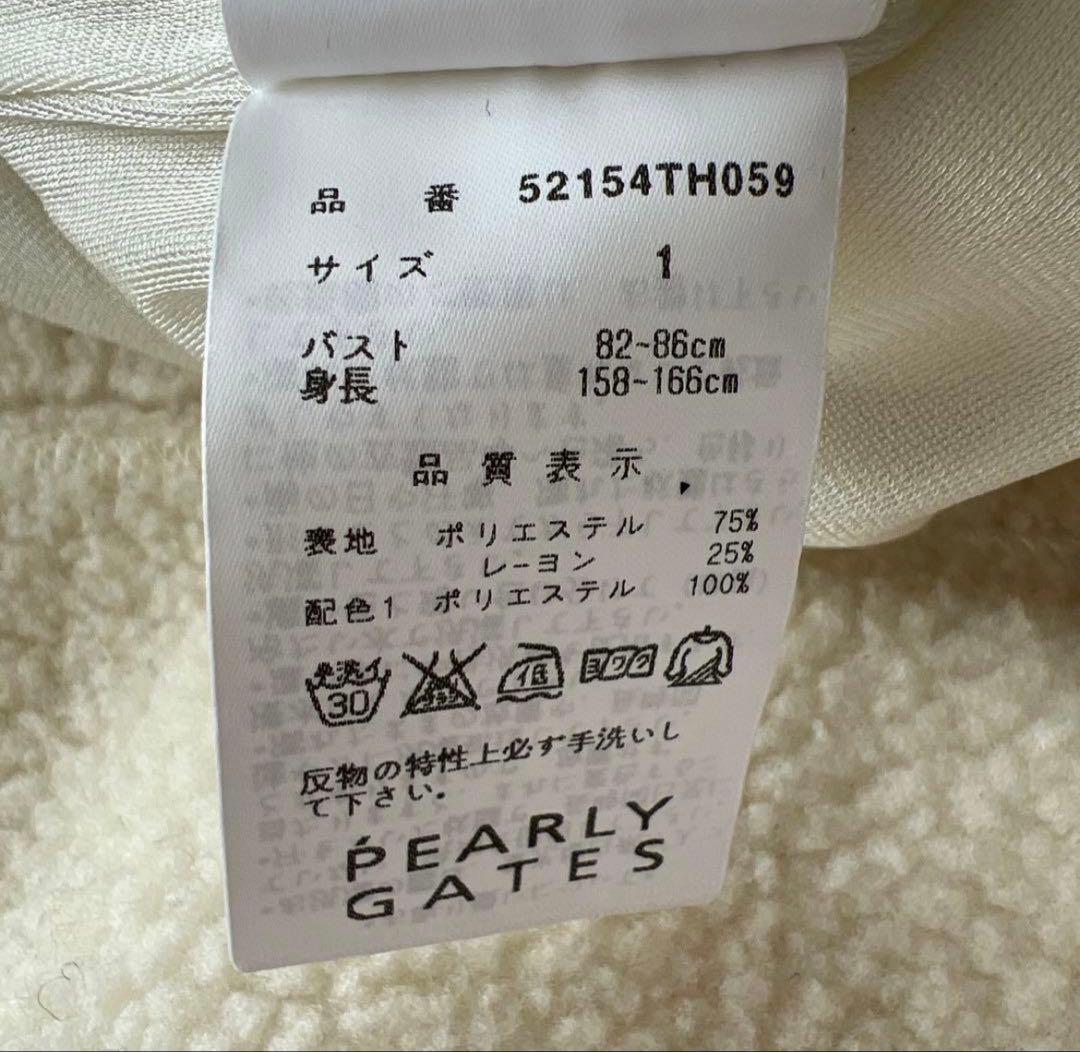 品番 52154TH059
サイズ 1
バスト 82~86cm
身長 158~166cm
品質表示
表地 ポリエステル 75%
レーヨン 25%
配色1 ポリエステル 100%
手洗イ 30 低 ドライ
反物の特性上必ず手洗いし
て下さい。
PEARLY
GATES